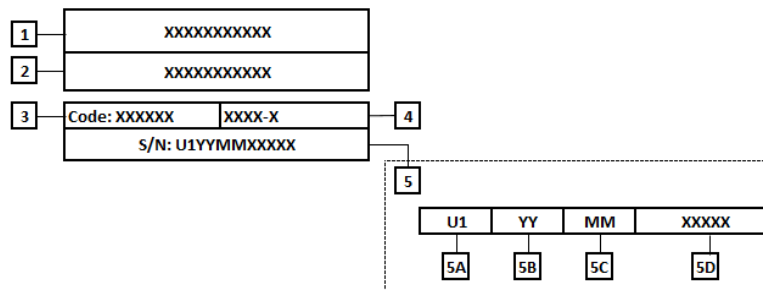 1 XXXXXXXXXXX
2 XXXXXXXXXXX
3 Code: XXXXXX XXXX-X 4
S/N: U1YYMMXXXXX
5
U1 YY MM XXXXX
5A 5B 5C 5D